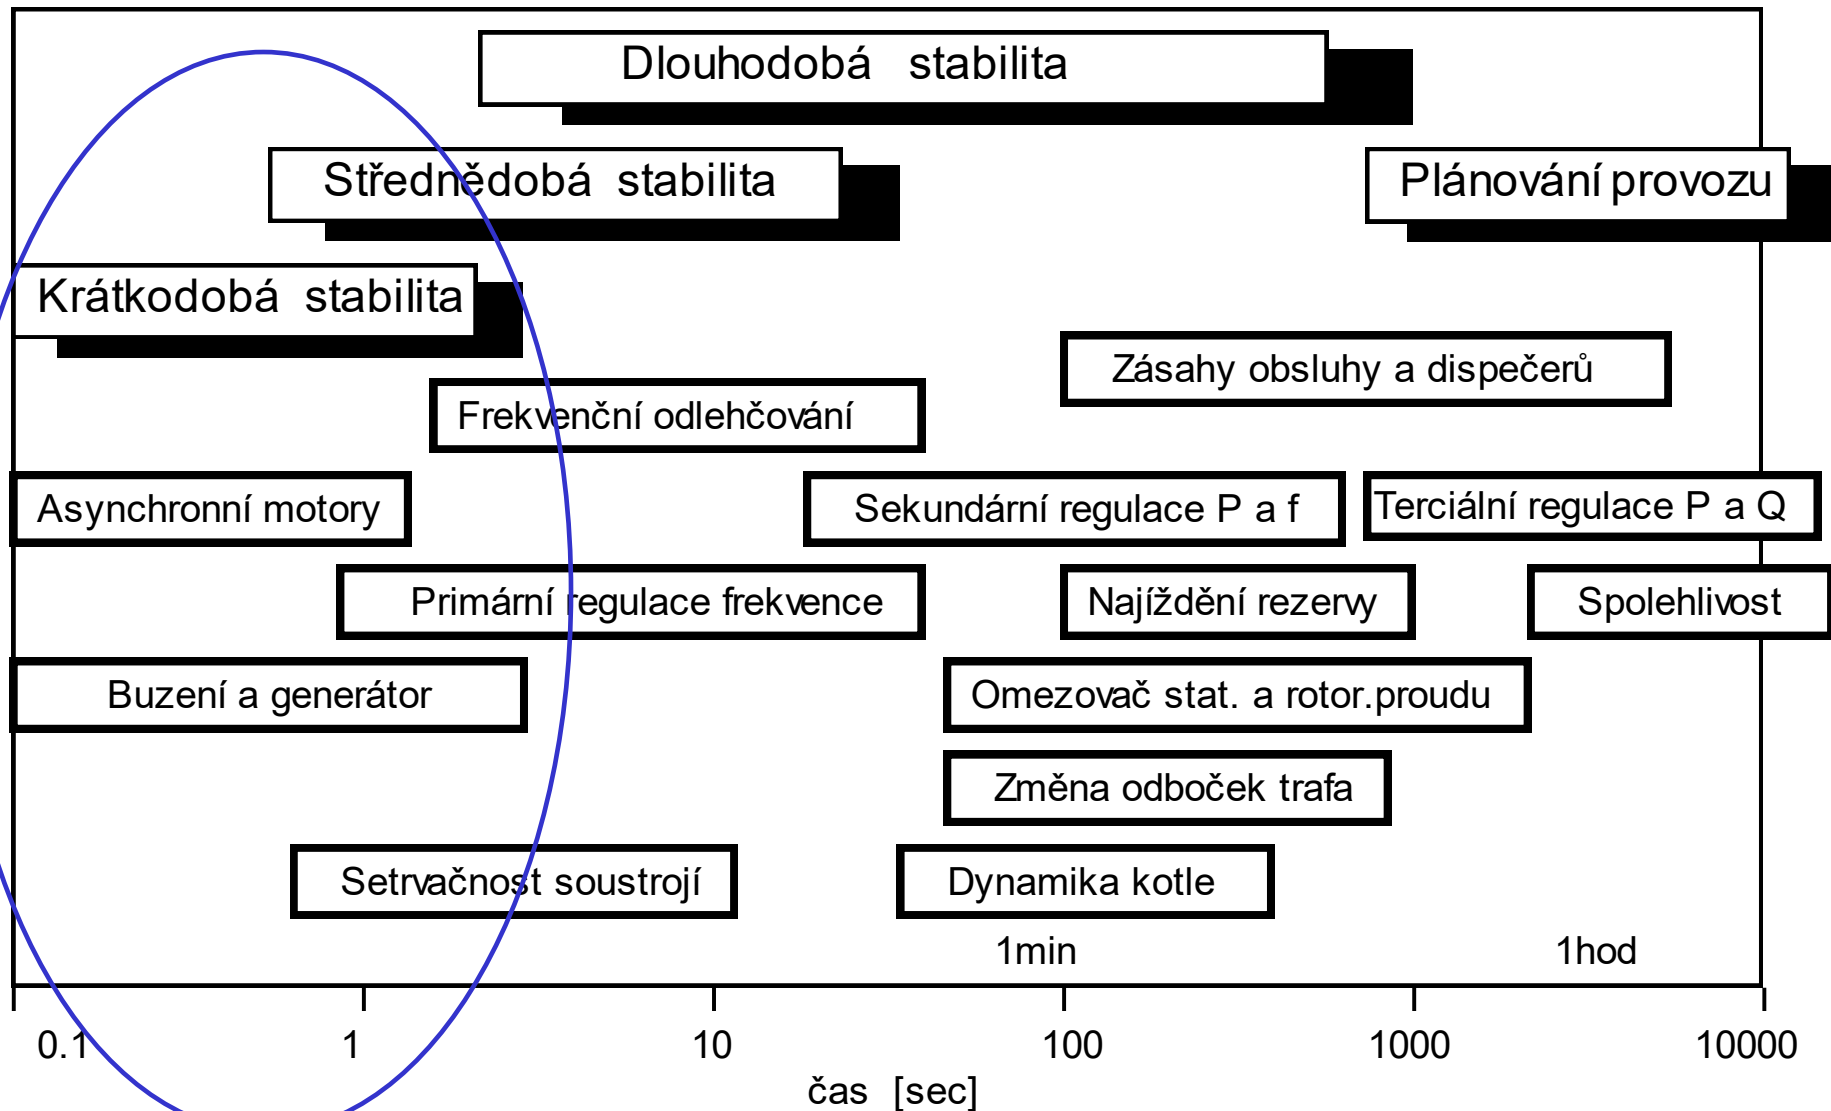 Dlouhodobá stabilita
Střednědobá stabilita
Plánování provozu
Krátkodobá stabilita
Zásahy obsluhy a dispečerů
Frekvenční odlehčování
Asynchronní motory
Sekundární regulace P a f
Terciální regulace P a Q
Primární regulace frekvence
Najíždění rezervy
Spolehlivost
Buzení a generátor
Omezovač stat. a rotor.proudu
Změna odboček trafa
Setrvačnost soustrojí
Dynamika kotle
1min
1hod
0.1
1
10
100
1000
10000
čas [sec]